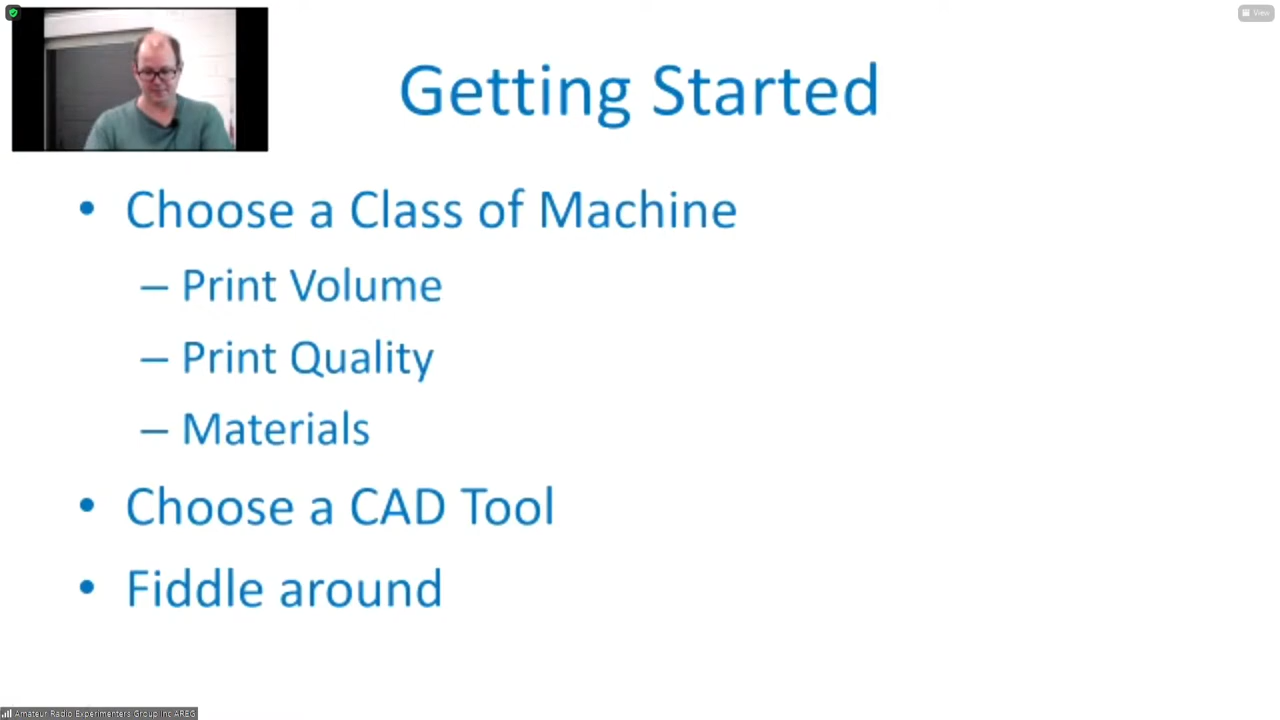 View
Getting Started
• Choose a Class of Machine
– Print Volume
– Print Quality
– Materials
• Choose a CAD Tool
• Fiddle around
Amateur Radio Experimenters Group Inc AREG